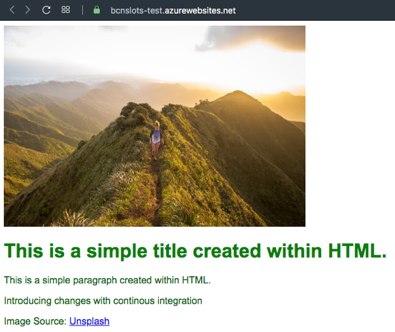 bcnslots-test.azurewebsites.net
This is a simple title created within HTML.
This is a simple paragraph created within HTML.
Introducing changes with continous integration
Image Source: Unsplash